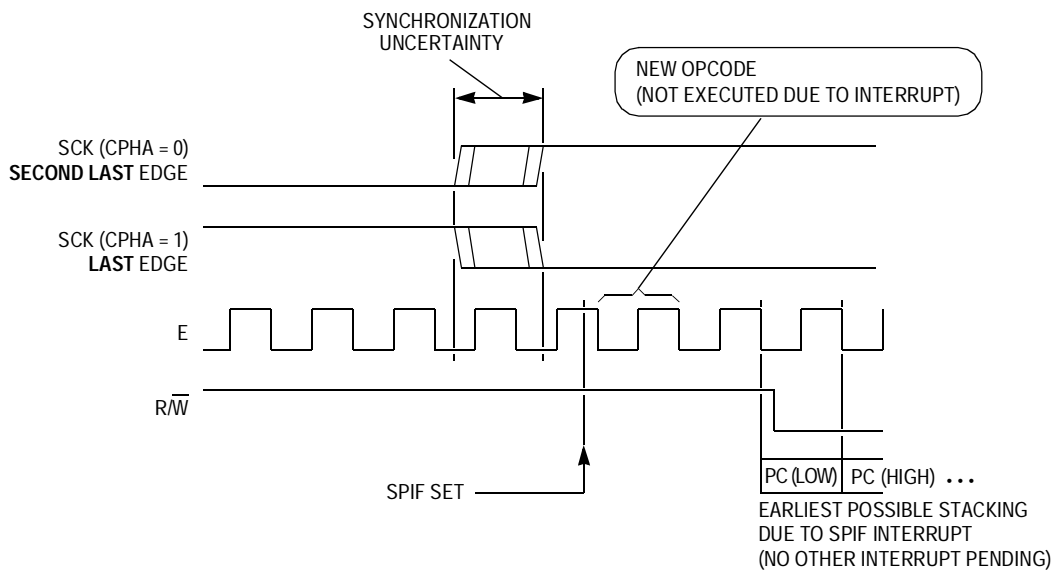 SYNCHRONIZATION
UNCERTAINTY
NEW OPCODE
(NOT EXECUTED DUE TO INTERRUPT)
SCK (CPHA = 0)
SECOND LAST EDGE
SCK (CPHA = 1)
LAST EDGE
E
R/W̅
SPIF SET
PC (LOW) PC (HIGH) • • •
EARLIEST POSSIBLE STACKING
DUE TO SPIF INTERRUPT
(NO OTHER INTERRUPT PENDING)